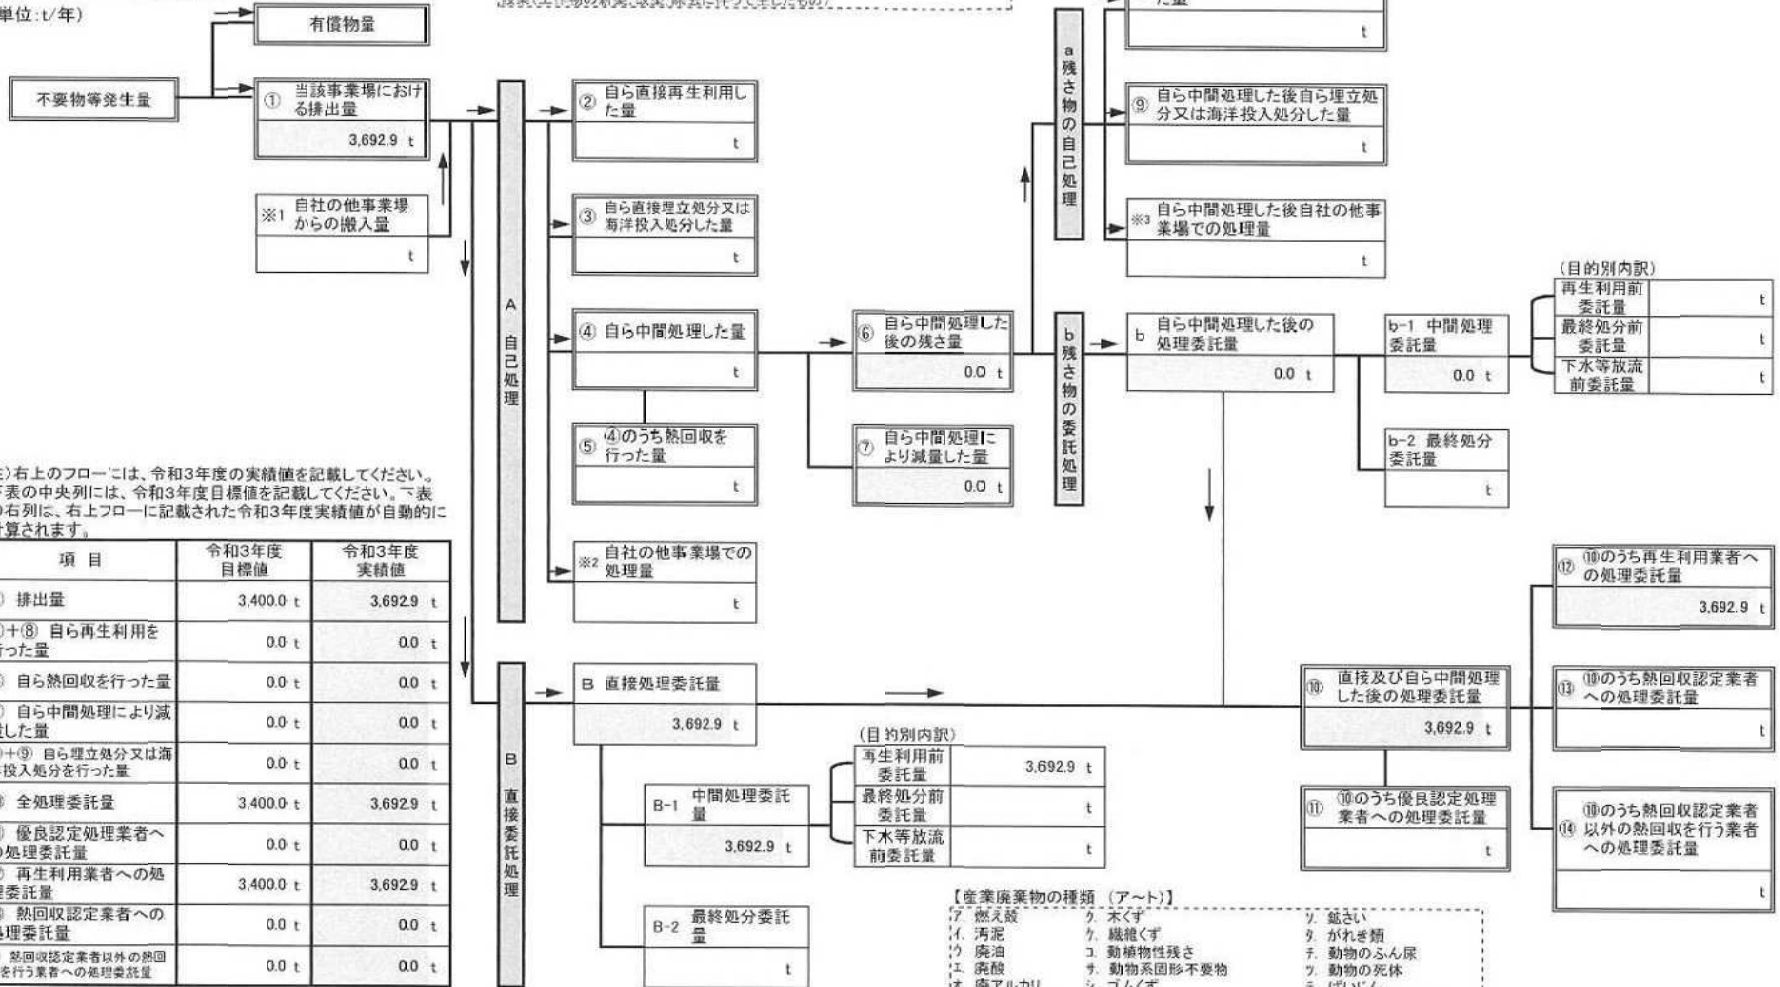 単位:t/年)
有償物量
不要物等発生量
① 当該事業場におけ
る排出量
3,692.9 t
※1 自社の他事業場
からの搬入量
t
A 自己処理
② 自ら直接再生利用し
た量
t
③ 自ら直接埋立処分又は
海洋投入処分した量
t
④ 自ら中間処理した量
t
⑤ ④のうち熱回収を
行った量
t
※2 自社の他事業場での
処理量
t
⑥ 自ら中間処理した
後の残さ量
0.0 t
⑦ 自ら中間処理に
より減量した量
0.0 t
a 残さ物の自己処理
た量
t
⑨ 自ら中間処理した後自ら埋立処
分又は海洋投入処分した量
t
※3 自ら中間処理した後自社の他事
業場での処理量
t
b 残さ物の委託処理
b 自ら中間処理した後の
処理委託量
0.0 t
b-1 中間処理
委託量
0.0 t
b-2 最終処分
委託量
t
(目的別内訳)
再生利用前
委託量 t
最終処分前
委託量 t
下水等放流
前委託量 t
)右上のフローには、令和3年度の実績値を記載してください。
表の中央列には、令和3年度目標値を記載してください。下表
右列は、右上フローに記載された令和3年度実績値が自動的に
算されます。
項 目 令和3年度
目標値 令和3年度
実績値
排出量 3,400.0 t 3,692.9 t
+⑧ 自ら再生利用を
った量 0.0 t 0.0 t
自ら熱回収を行った量 0.0 t 0.0 t
自ら中間処理により減
した量 0.0 t 0.0 t
+⑨ 自ら埋立処分又は海
投入処分を行った量 0.0 t 0.0 t
全処理委託量 3,400.0 t 3,692.9 t
優良認定処理業者へ
処理委託量 0.0 t 0.0 t
再生利用業者への処
委託量 3,400.0 t 3,692.9 t
熱回収認定業者への
処理委託量 0.0 t 0.0 t
熱回収認定業者以外の熱回
を行う業者への処理委託量 0.0 t 0.0 t
B 直接委託処理
B 直接処理委託量
3,692.9 t
B-1 中間処理委託
量
3,692.9 t
B-2 最終処分委託
量
t
(目的別内訳)
再生利用前
委託量 3,692.9 t
最終処分前
委託量 t
下水等放流
前委託量 t
⑩ 直接及び自ら中間処理
した後の処理委託量
3,692.9 t
⑪ ⑩のうち優良認定処理
業者への処理委託量
t
⑫ ⑩のうち再生利用業者へ
の処理委託量
3,692.9 t
⑬ ⑩のうち熱回収認定業者
への処理委託量
t
⑭ ⑩のうち熱回収認定業者
以外の熱回収を行う業者
への処理委託量
t
【産業廃棄物の種類 (ア~ト)】
ア. 燃え殻 ク. 木くず ソ. 鉱さい
イ. 汚泥 ケ. 繊維くず タ. がれき類
ウ 廃油 コ. 動植物性残さ チ. 動物のふん尿
エ. 廃酸 サ. 動物系固形不要物 ツ. 動物の死体
オ. 廃アルカリ シ. ゴムくず テ. ばいじん